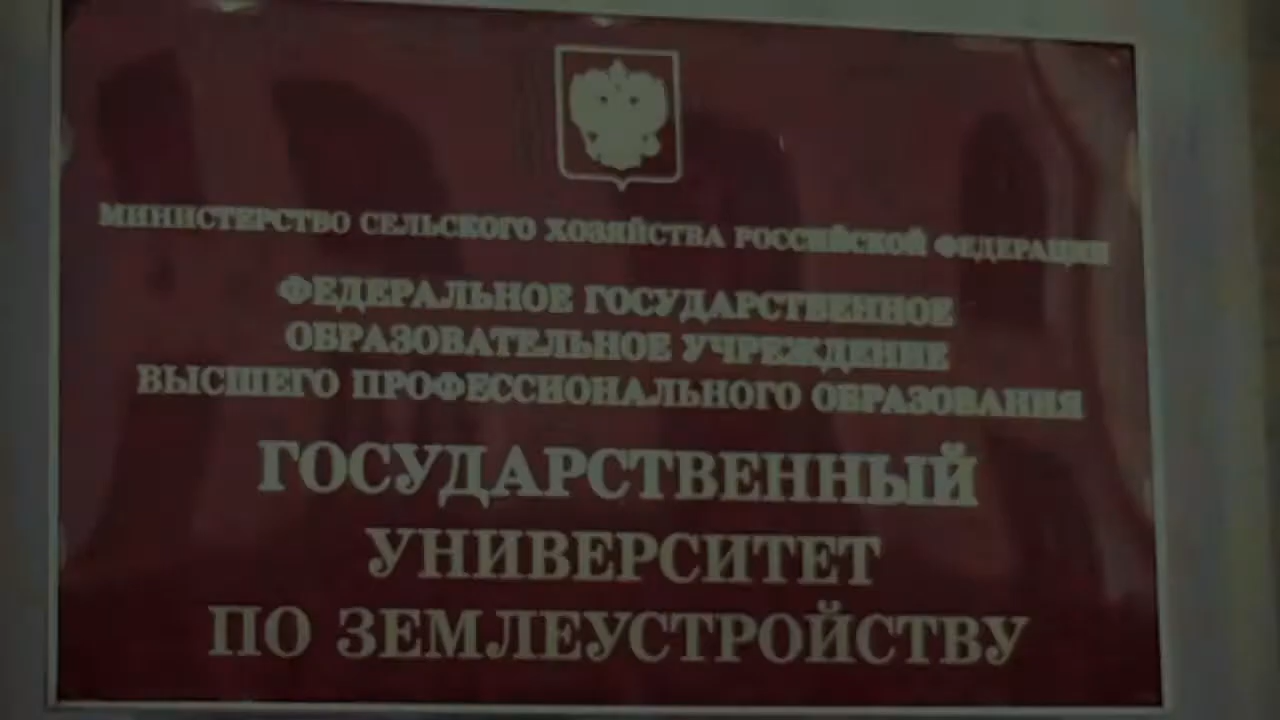 МИНИСТЕРСТВО СЕЛЬСКОГО ХОЗЯЙСТВА РОССИЙСКОЙ ФЕДЕРАЦИИ
ФЕДЕРАЛЬНОЕ ГОСУДАРСТВЕННОЕ
ОБРАЗОВАТЕЛЬНОЕ УЧРЕЖДЕНИЕ
ВЫСШЕГО ПРОФЕССИОНАЛЬНОГО ОБРАЗОВАНИЯ
ГОСУДАРСТВЕННЫЙ
УНИВЕРСИТЕТ
ПО ЗЕМЛЕУСТРОЙСТВУ